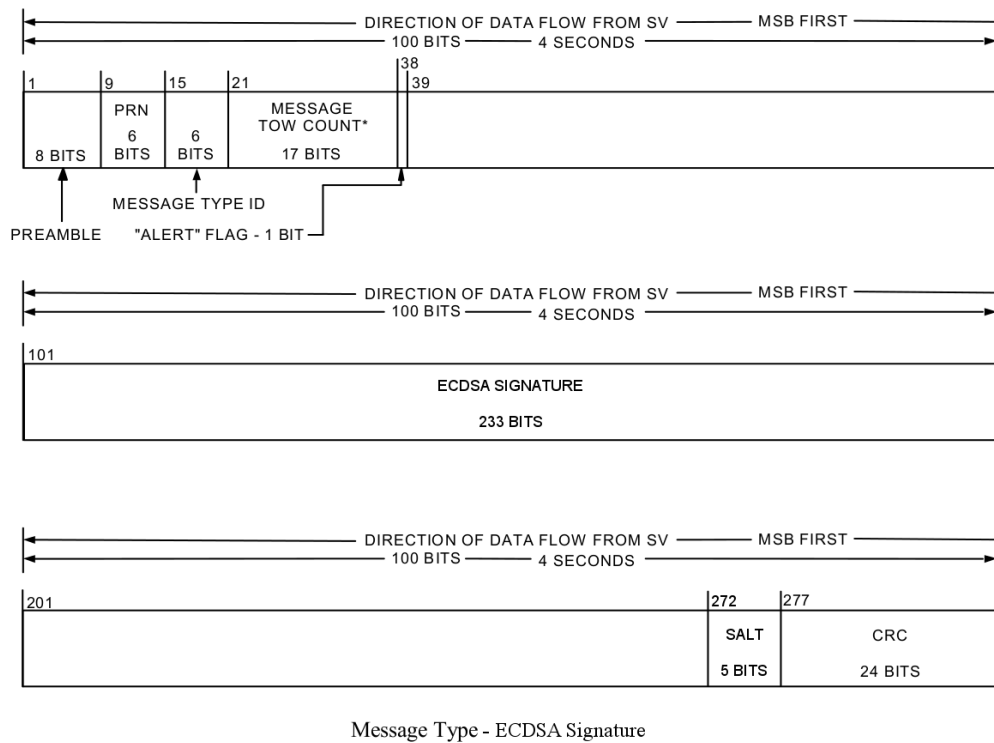 DIRECTION OF DATA FLOW FROM SV MSB FIRST
100 BITS 4 SECONDS
38
1 9 15 21 39
PRN MESSAGE
TOW COUNT*
6 6
8 BITS BITS BITS 17 BITS
MESSAGE TYPE ID
PREAMBLE "ALERT" FLAG - 1 BIT
DIRECTION OF DATA FLOW FROM SV MSB FIRST
100 BITS 4 SECONDS
101
ECDSA SIGNATURE
233 BITS
DIRECTION OF DATA FLOW FROM SV MSB FIRST
100 BITS 4 SECONDS
201 272 277
SALT CRC
5 BITS 24 BITS
Message Type - ECDSA Signature